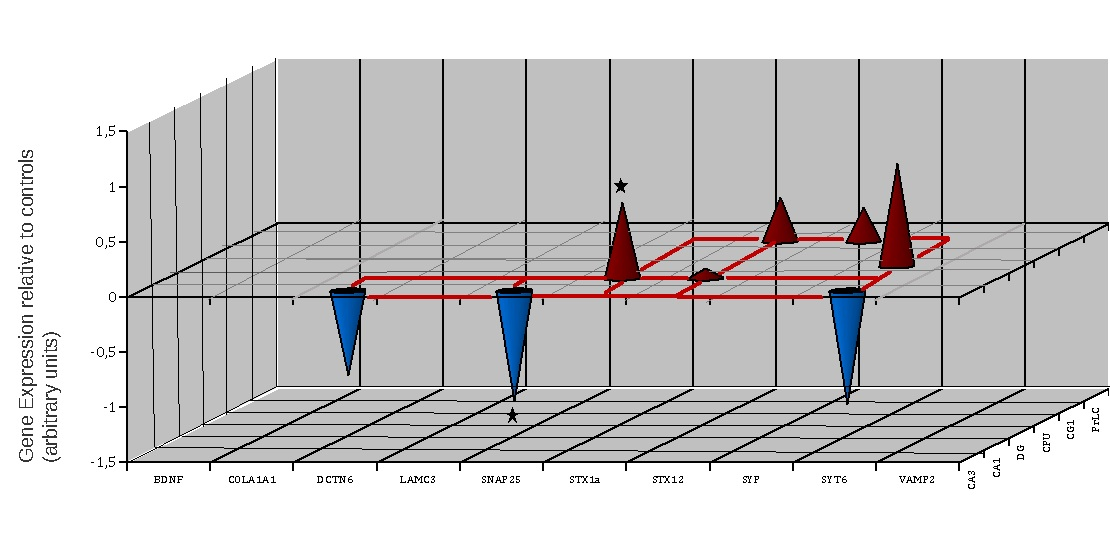 Gene Expression relative to controls
(arbitrary units)
1,5
1
0,5
0
-0,5
-1
-1,5
BDNF COLA1A1 DCTN6 LAMC3 SNAP25 STX1a STX12 SYP SYT6 VAMP2
CA3
CA1
DG
CPU
CG1
PrLC